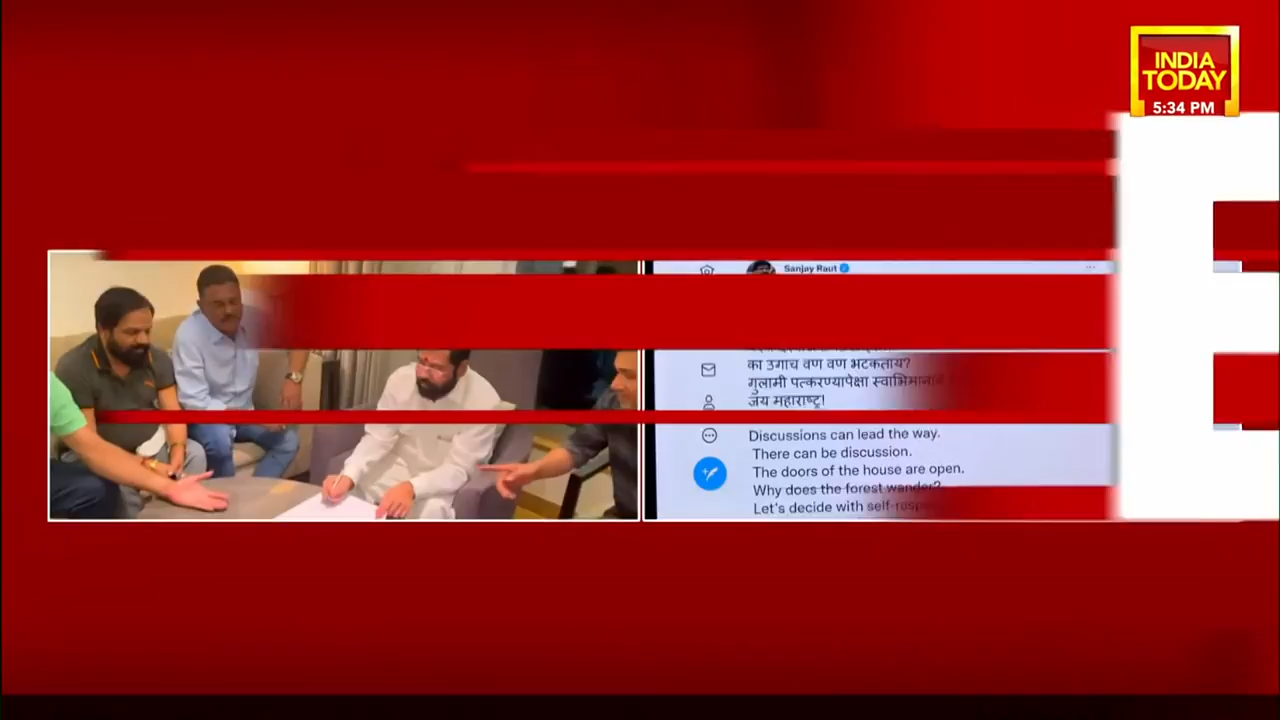 INDIA
TODAY
5:34 PM
E
Sanjay Raut
का उगाच वण वण भटकताय?
गुलामी पत्करण्यापेक्षा
जय महाराष्ट्र!
Discussions can lead the way.
There can be discussion.
The doors of the house are open.
Why does the forest wander?
Let's decide with